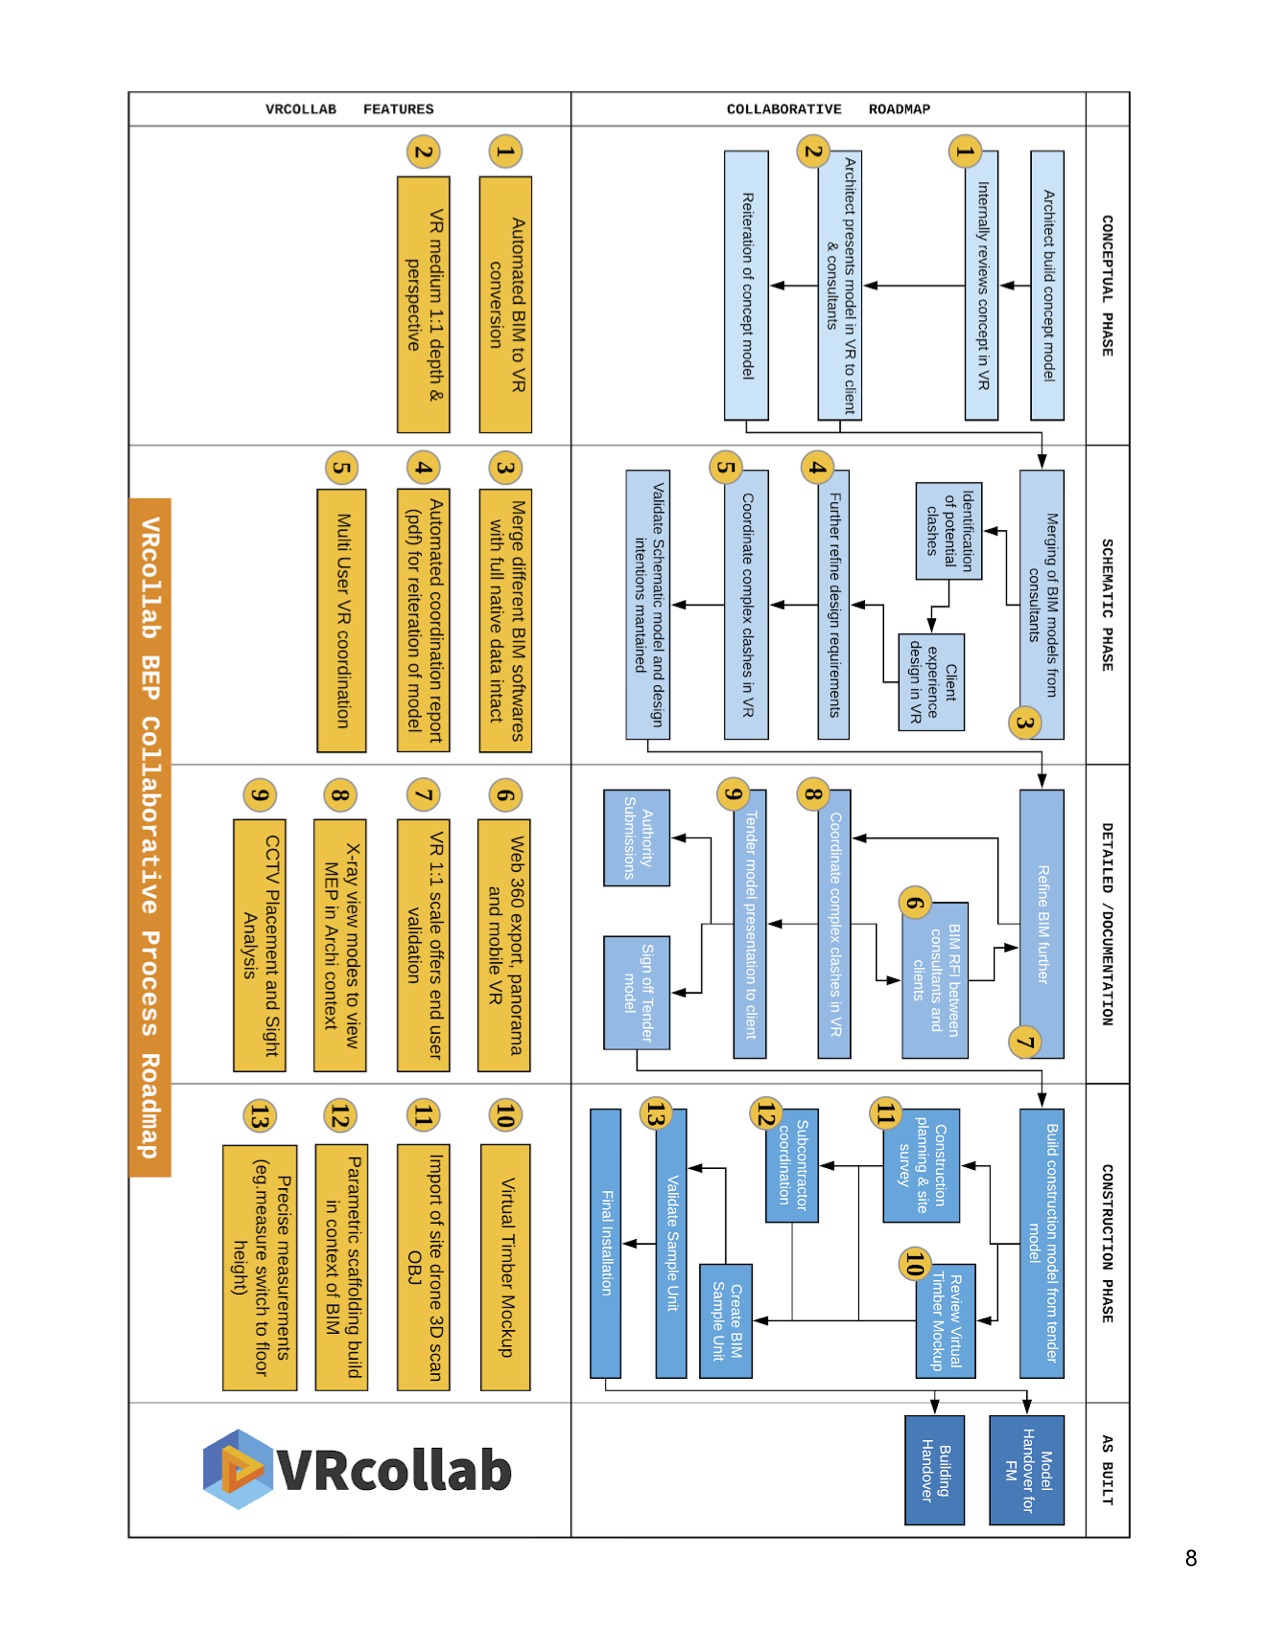 VRCOLLAB FEATURES
COLLABORATIVE ROADMAP
CONCEPTUAL PHASE
Architect build concept model
1
Internally reviews concept in VR
2
Architect presents model in VR to client
& consultants
Reiteration of concept model
1
Automated BIM to VR
conversion
2
VR medium 1:1 depth &
perspective
SCHEMATIC PHASE
Merging of BIM models from
consultants
3
Identification
of potential
clashes
Client
experience
design in VR
4
Further refine design requirements
5
Coordinate complex clashes in VR
Validate Schematic model and design
intentions mantained
3
Merge different BIM softwares
with full native data intact
4
Automated coordination report
(pdf) for reiteration of model
5
Multi User VR coordination
DETAILED /DOCUMENTATION
Refine BIM further
7
6
BIM RFI between
consultants and
clients
8
Coordinate complex clashes in VR
9
Tender model presentation to client
Authority
Submissions
Sign off Tender
model
6
Web 360 export, panorama
and mobile VR
7
VR 1:1 scale offers end user
validation
8
X-ray view modes to view
MEP in Archi context
9
CCTV Placement and Sight
Analysis
CONSTRUCTION PHASE
Build construction model from tender
model
11
Construction
planning & site
survey
10
Review Virtual
Timber Mockup
12
Subcontractor
coordination
Create BIM
Sample Unit
13
Validate Sample Unit
Final Installation
10
Virtual Timber Mockup
11
Import of site drone 3D scan
OBJ
12
Parametric scaffolding build
in context of BIM
13
Precise measurements
(eg.measure switch to floor
height)
AS BUILT
Model
Handover for
FM
Building
Handover
VRcollab
VRcollab BEP Collaborative Process Roadmap
8